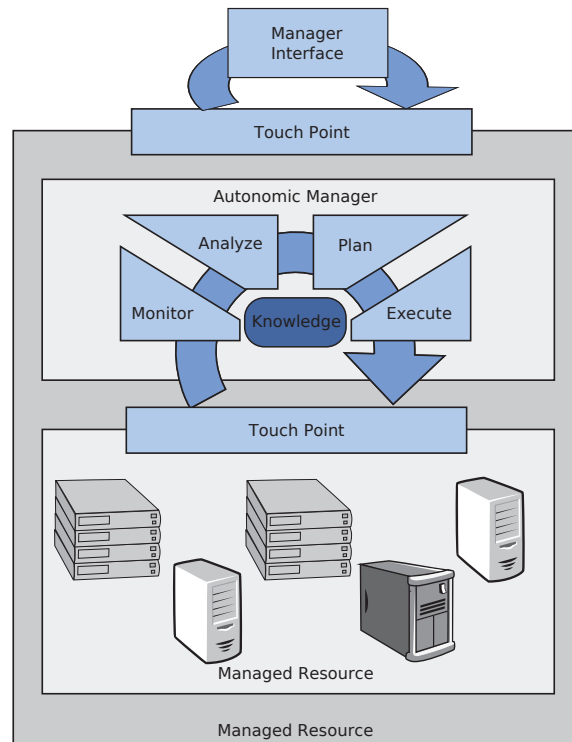 Manager
Interface
Touch Point
Autonomic Manager
Analyze
Plan
Monitor
Knowledge
Execute
Touch Point
Managed Resource
Managed Resource